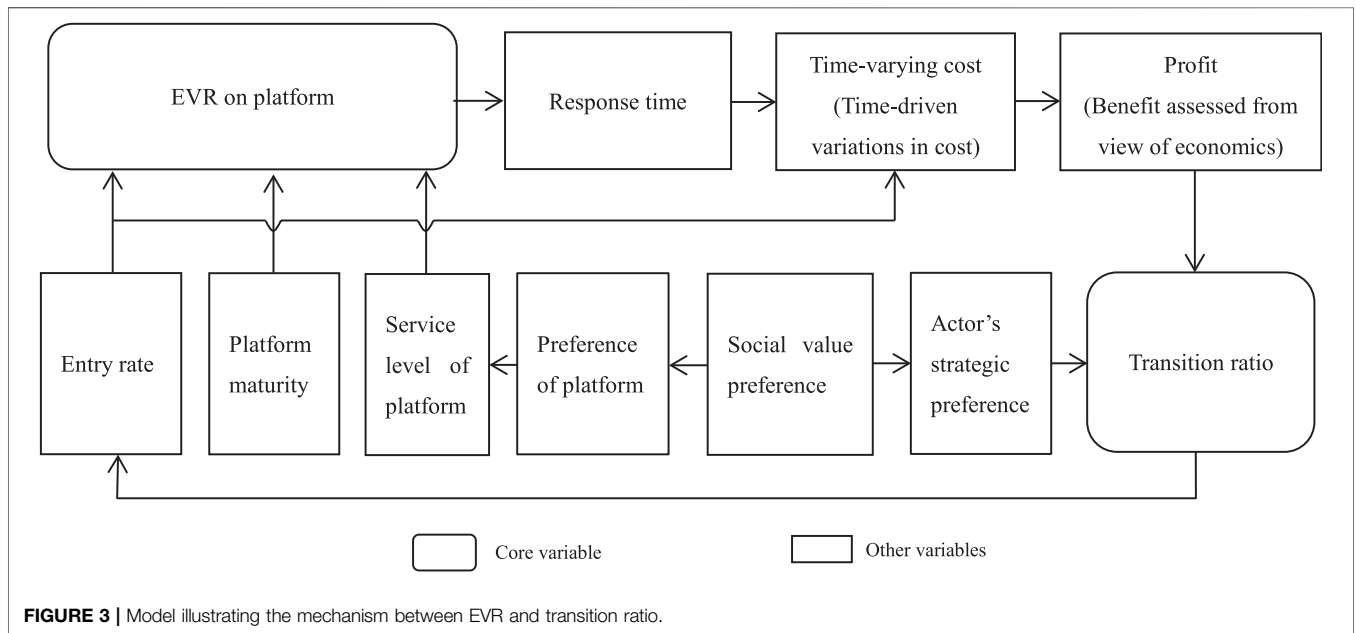 EVR on platform
Response time
Time-varying cost
(Time-driven
variations in cost)
Profit
(Benefit assessed from
view of economics)
Entry rate
Platform
maturity
Service
level of
platform
Preference
of platform
Social value
preference
Actor’s
strategic
preference
Transition ratio
Core variable
Other variables
FIGURE 3 | Model illustrating the mechanism between EVR and transition ratio.